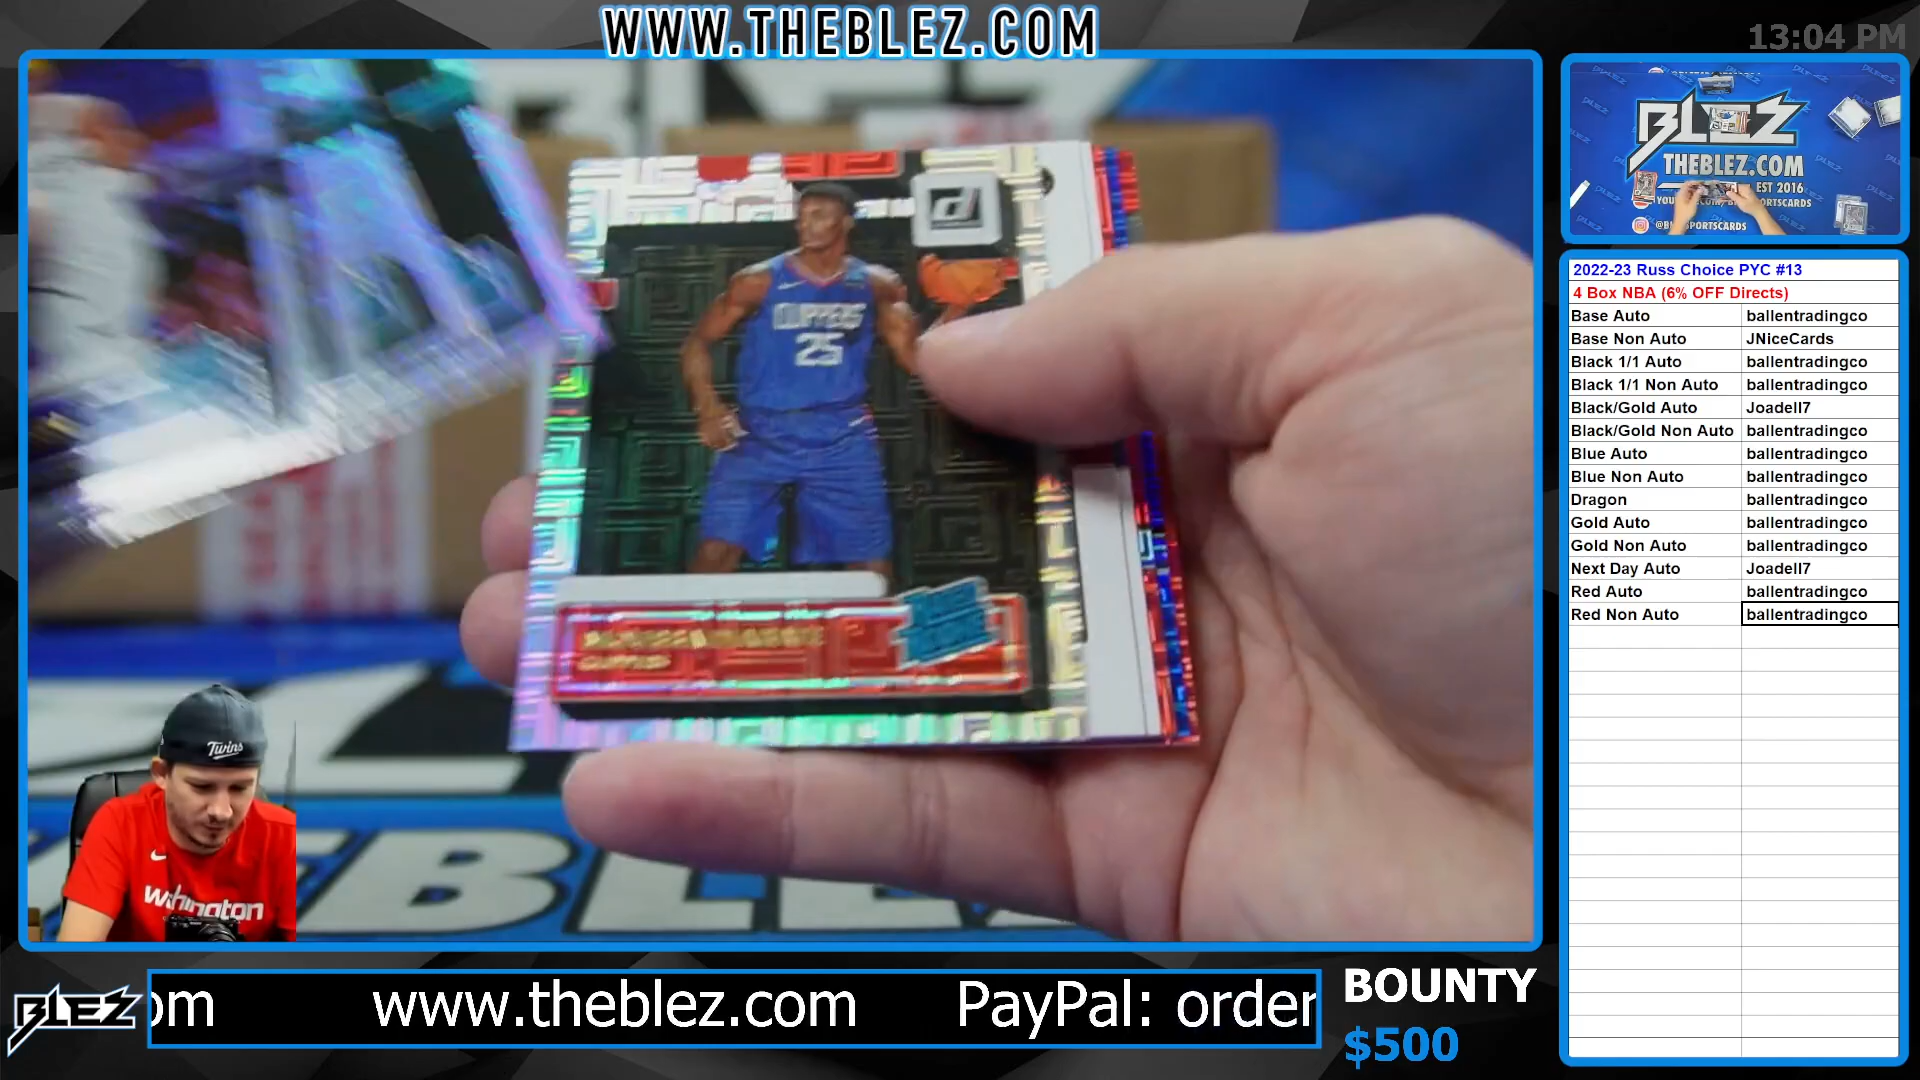 WWW.THEBLEZ.COM
13:04 PM
BLEZ
THEBLEZ.COM
EST 2016
2022-23 Russ Choice PYC #13
4 Box NBA (6% OFF Directs)
Base Auto ballentradingco
Base Non Auto JNiceCards
Black 1/1 Auto ballentradingco
Black 1/1 Non Auto ballentradingco
Black/Gold Auto Joadell7
Black/Gold Non Auto ballentradingco
Blue Auto ballentradingco
Blue Non Auto ballentradingco
Dragon ballentradingco
Gold Auto ballentradingco
Gold Non Auto ballentradingco
Next Day Auto Joadell7
Red Auto ballentradingco
Red Non Auto ballentradingco
CLIPPERS
25
CLIPPERS
Twins
BLEZ
om www.theblez.com PayPal: order
BOUNTY
$500